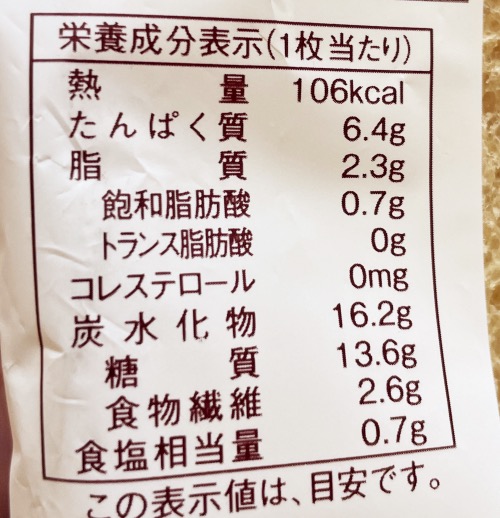 栄養成分表示(1枚当たり)
熱量 106kcal
たんぱく質 6.4g
脂質 2.3g
飽和脂肪酸 0.7g
トランス脂肪酸 0g
コレステロール 0mg
炭水化物 16.2g
糖質 13.6g
食物繊維 2.6g
食塩相当量 0.7g
この表示値は、目安です。